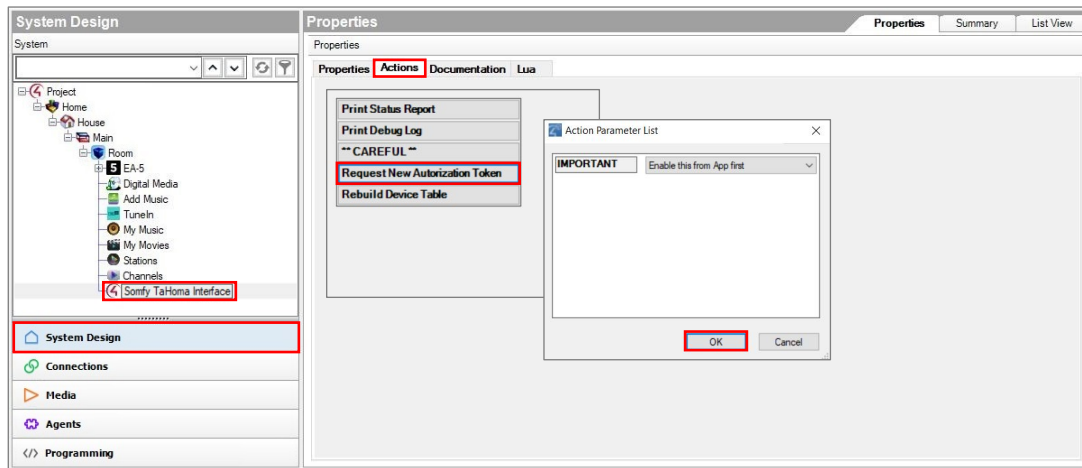 System Design
System
Project
Home
House
Main
Room
5 EA-5
Digital Media
Add Music
TuneIn
My Music
My Movies
Stations
Channels
Somfy TaHoma Interface
System Design
Connections
Media
Agents
Programming
Properties
Properties Summary List View
Properties
Properties Actions Documentation Lua
Print Status Report
Print Debug Log
** CAREFUL **
Request New Autorization Token
Rebuild Device Table
Action Parameter List
IMPORTANT Enable this from App first
OK Cancel